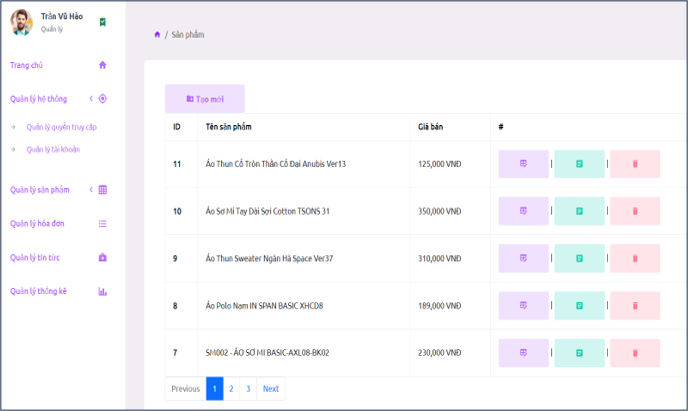 Trần Vũ Hào
Quản lý
Trang chủ
Quản lý hệ thống
Quản lý quyền truy cập
Quản lý tài khoản
Quản lý sản phẩm
Quản lý hóa đơn
Quản lý tin tức
Quản lý thống kê
/ Sản phẩm
Tạo mới
ID Tên sản phẩm Giá bán #
11 Áo Thun Cổ Tròn Thần Cổ Đại Anubis Ver13 125,000 VNĐ | |
10 Áo Sơ Mi Tay Dài Sợi Cotton TSONS 31 350,000 VNĐ | |
9 Áo Thun Sweater Ngân Hà Space Ver37 310,000 VNĐ | |
8 Áo Polo Nam IN SPAN BASIC XHCD8 189,000 VNĐ | |
7 SM002 - ÁO SƠ MI BASIC-AXL08-BK02 230,000 VNĐ | |
Previous 1 2 3 Next